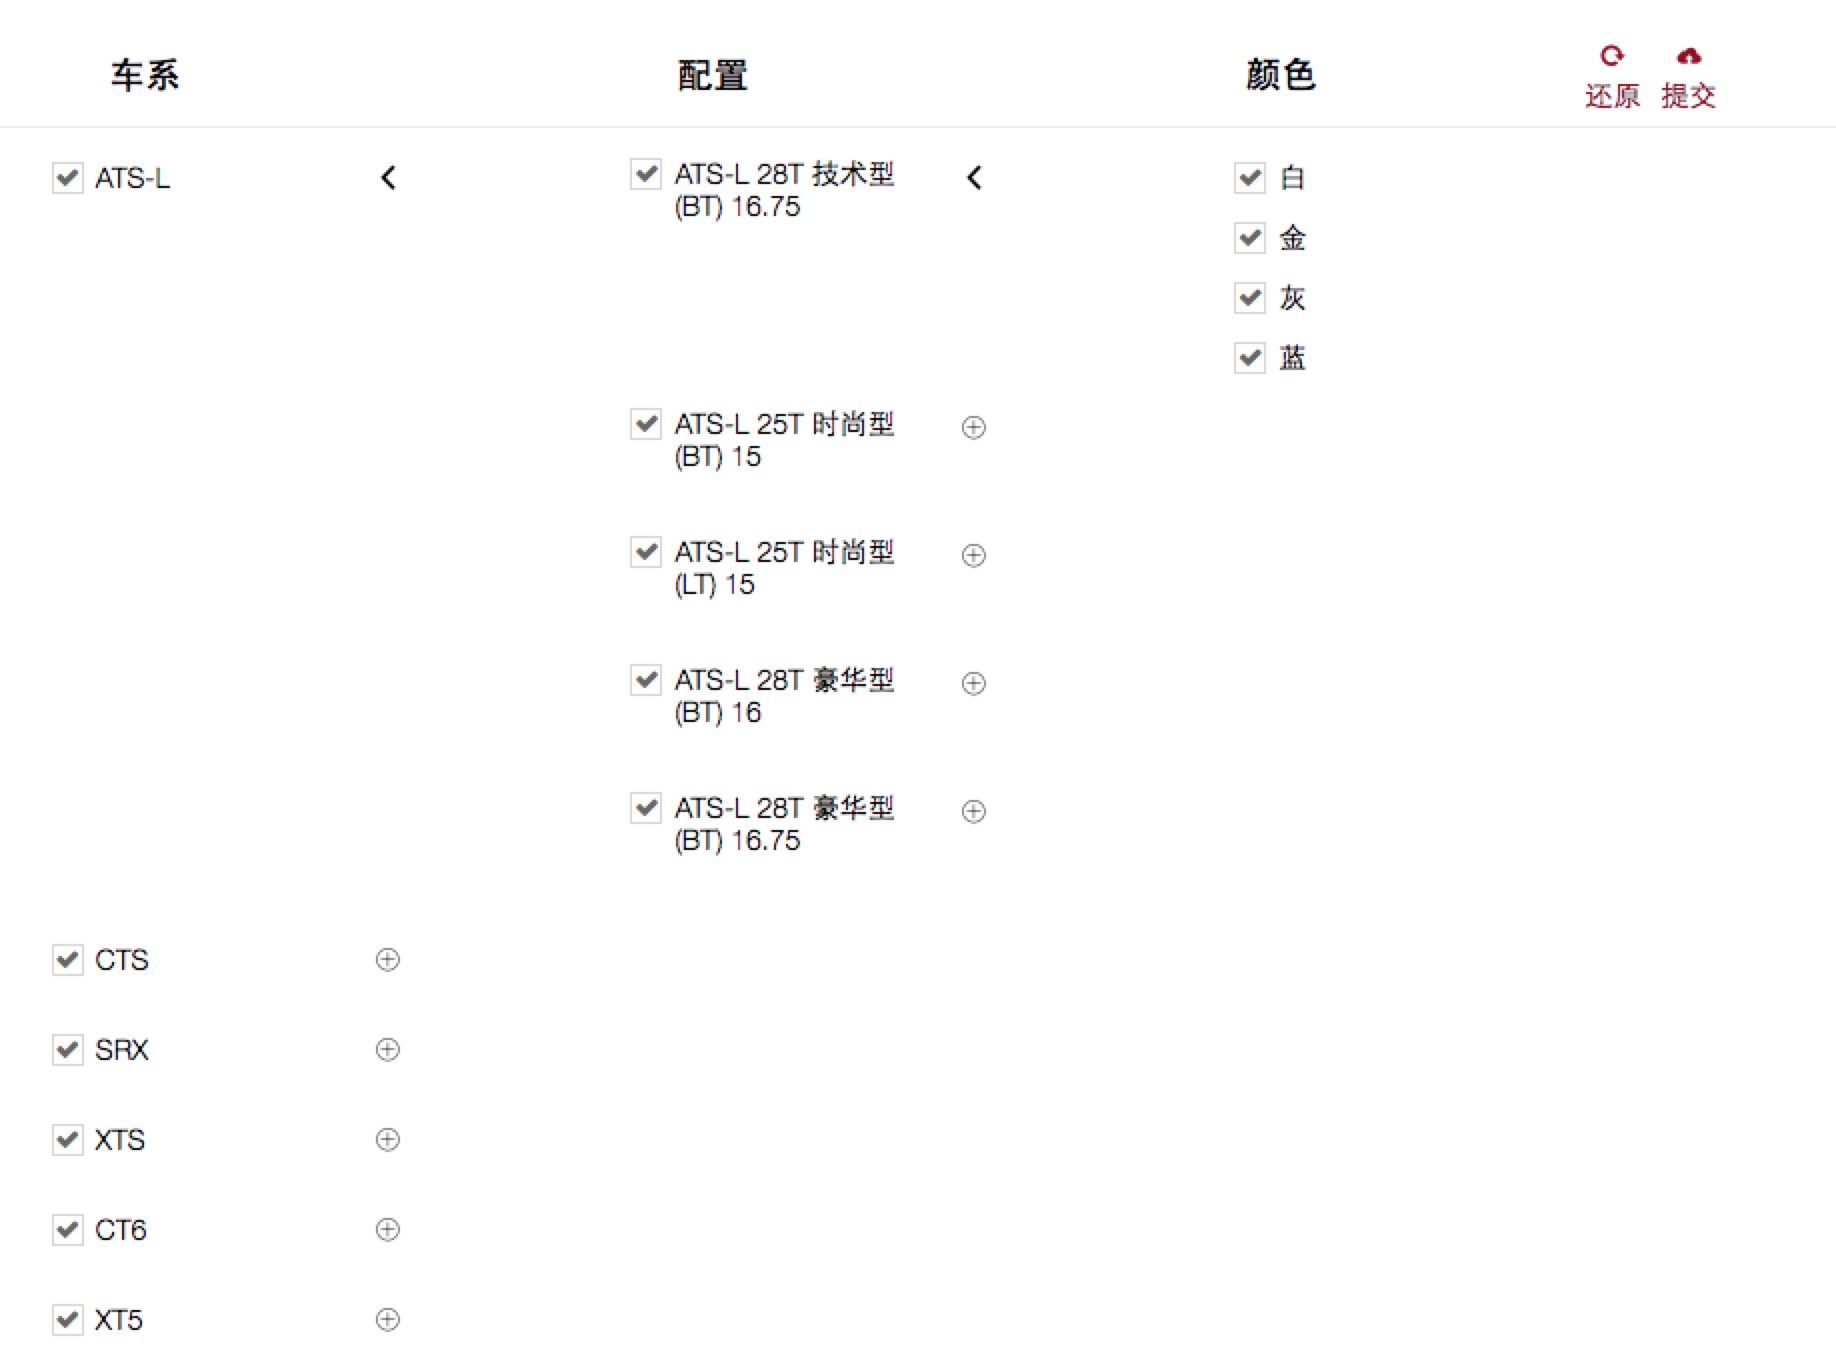 车系 配置 颜色 还原 提交
ATS-L
ATS-L 28T 技术型
(BT) 16.75
白
金
灰
蓝
ATS-L 25T 时尚型
(BT) 15
ATS-L 25T 时尚型
(LT) 15
ATS-L 28T 豪华型
(BT) 16
ATS-L 28T 豪华型
(BT) 16.75
CTS
SRX
XTS
CT6
XT5